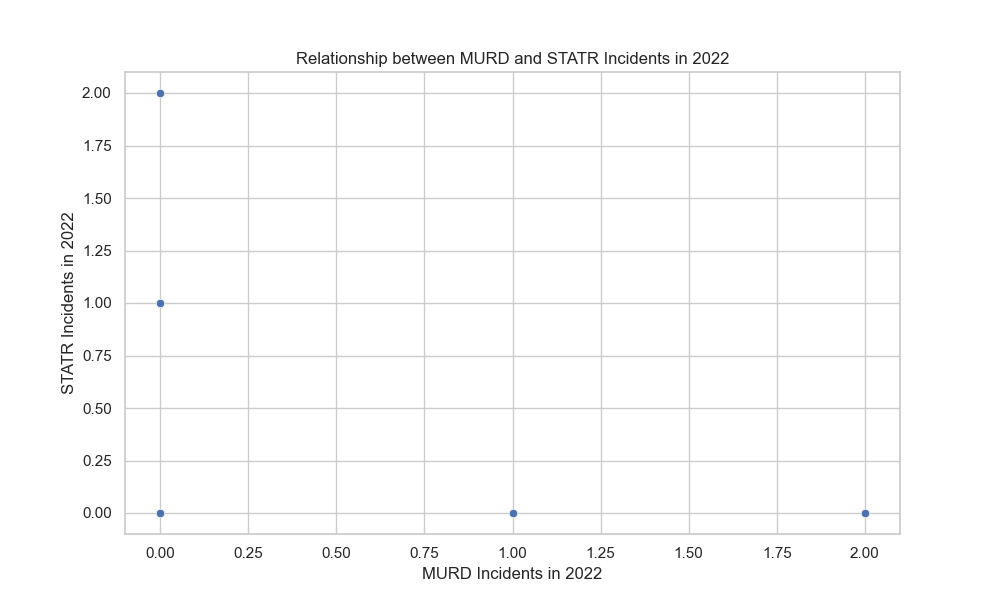 Relationship between MURD and STATR Incidents in 2022
2.00
1.75
1.50
1.25
1.00
0.75
0.50
0.25
0.00
STATR Incidents in 2022
0.00 0.25 0.50 0.75 1.00 1.25 1.50 1.75 2.00
MURD Incidents in 2022